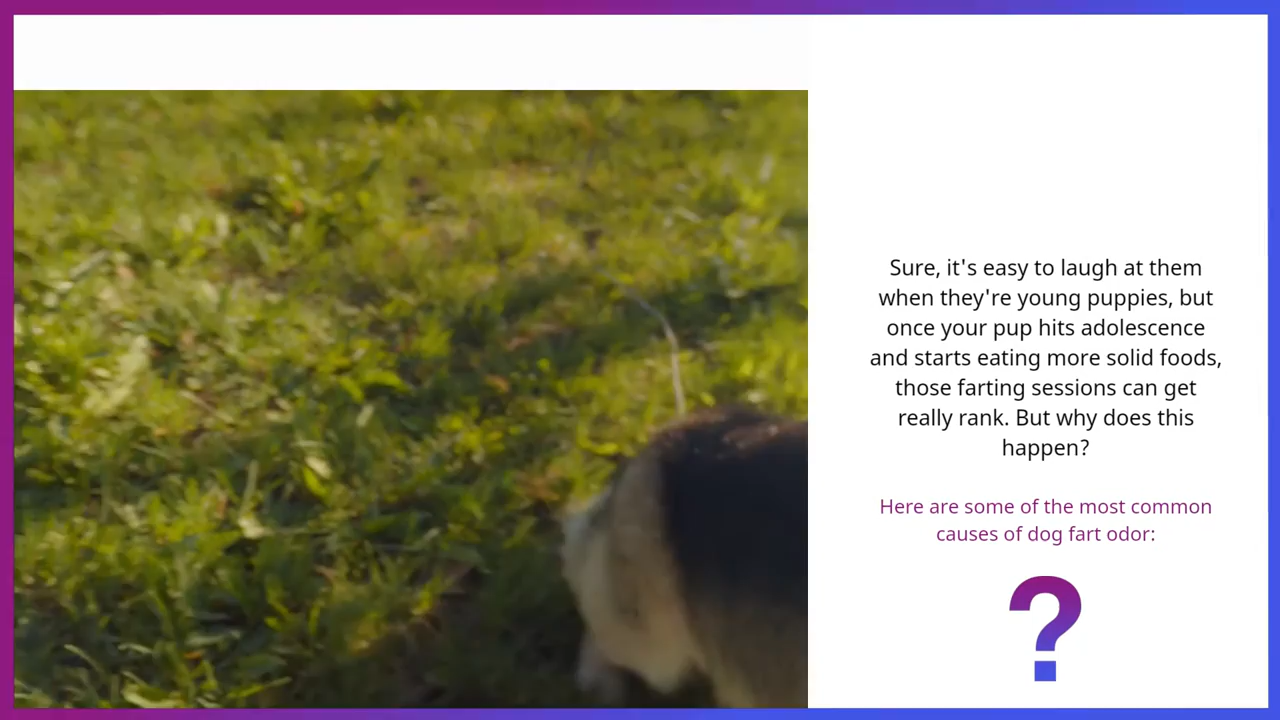 Sure, it's easy to laugh at them
when they're young puppies, but
once your pup hits adolescence
and starts eating more solid foods,
those farting sessions can get
really rank. But why does this
happen?
Here are some of the most common
causes of dog fart odor:
?